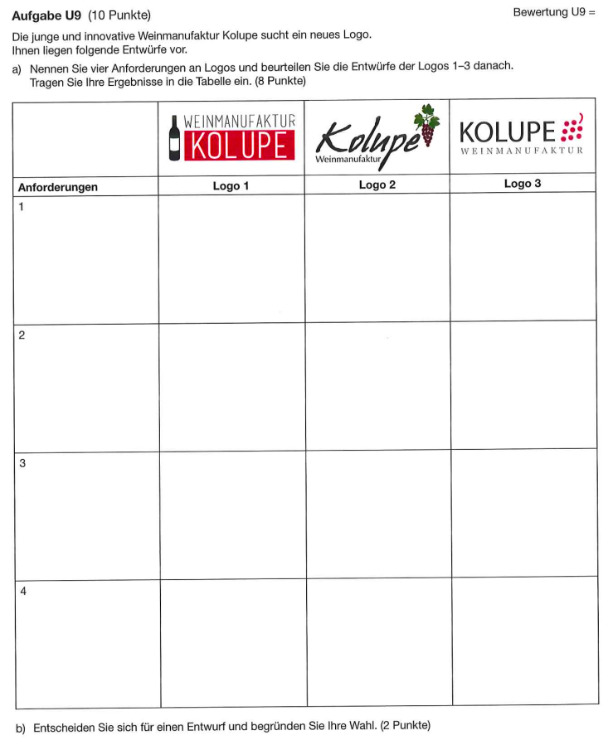 Aufgabe U9 (10 Punkte)
Bewertung U9 =
Die junge und innovative Weinmanufaktur Kolupe sucht ein neues Logo.
Ihnen liegen folgende Entwürfe vor.
a) Nennen Sie vier Anforderungen an Logos und beurteilen Sie die Entwürfe der Logos 1–3 danach.
Tragen Sie Ihre Ergebnisse in die Tabelle ein. (8 Punkte)
WEINMANUFAKTUR
KOLUPE
Kolupe
Weinmanufaktur
KOLUPE
WEINMANUFAKTUR
Anforderungen
Logo 1
Logo 2
Logo 3
1
2
3
4
b) Entscheiden Sie sich für einen Entwurf und begründen Sie Ihre Wahl. (2 Punkte)